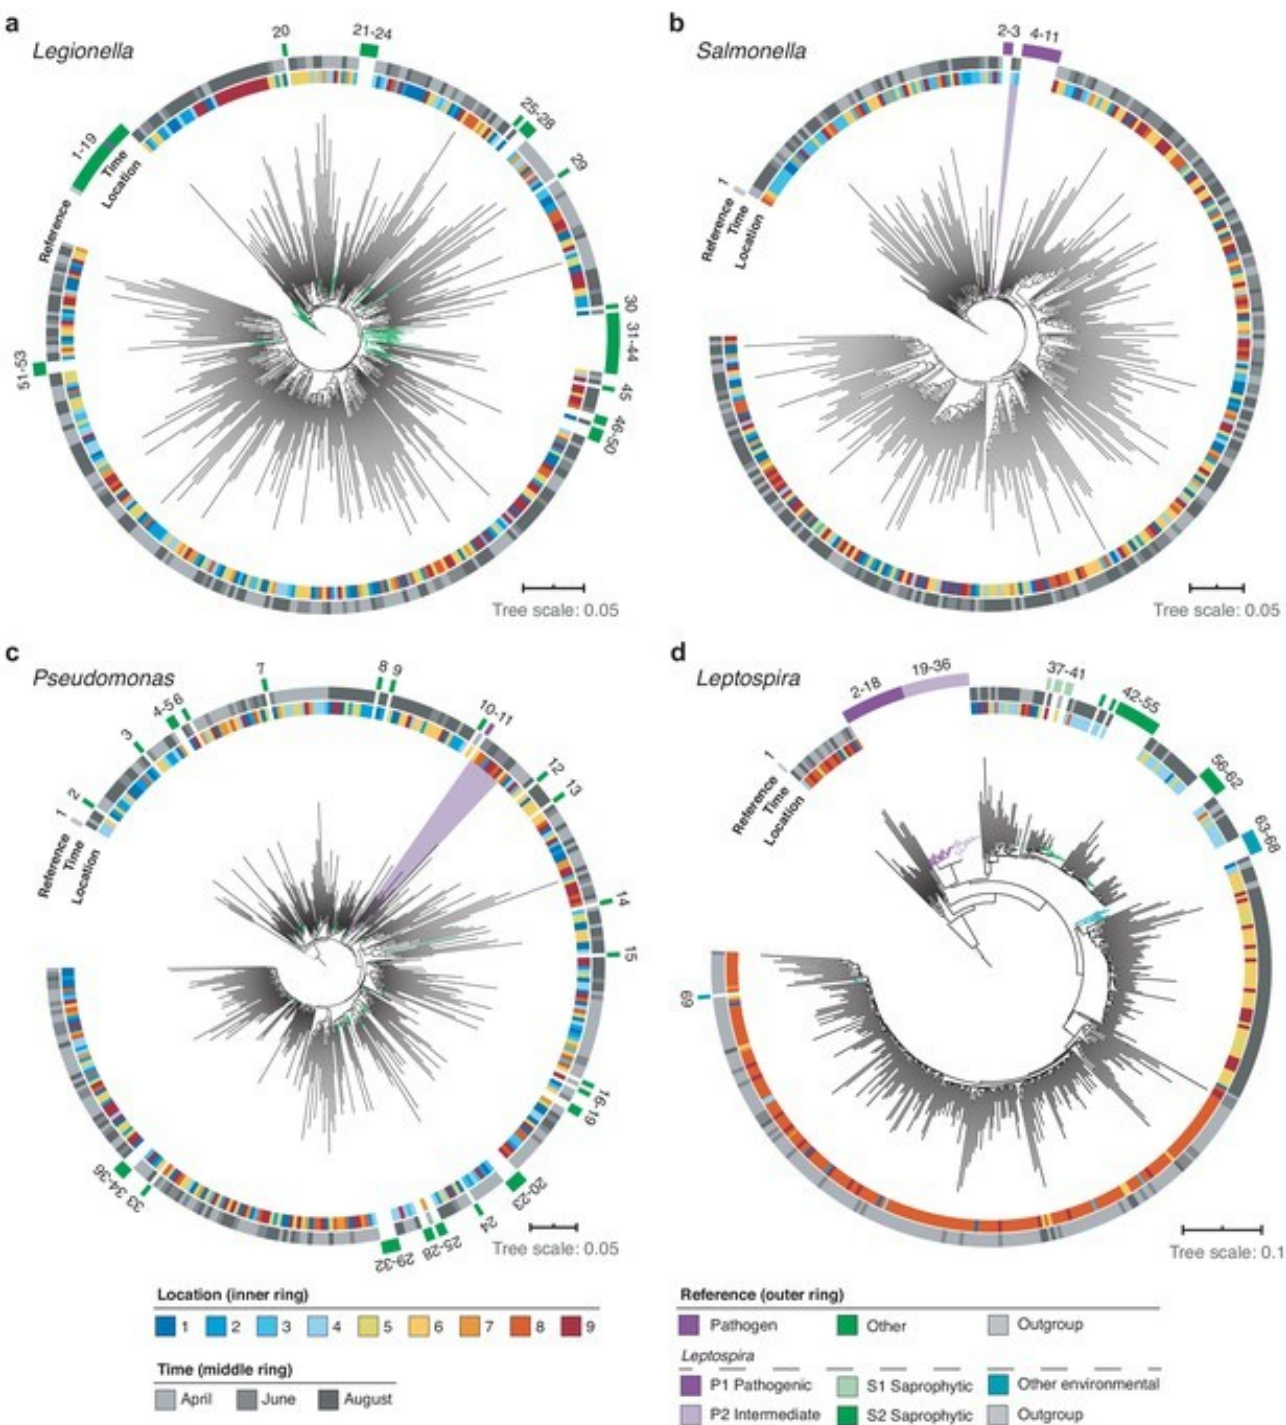 a
Legionella
20
21-24
25-28
29
1-19
Time
Location
Reference
30
31-44
45
46-50
51-53
Tree scale: 0.05
b
Salmonella
2-3
4-11
1
Reference
Time
Location
Tree scale: 0.05
c
Pseudomonas
7
8
9
10-11
4-5
6
3
12
13
2
1
Reference
Time
Location
14
15
16-19
20-23
24
25-28
29-32
33
34-36
Tree scale: 0.05
d
Leptospira
2-18
19-36
37-41
42-55
1
56-62
63-68
Reference
Time
Location
69
Tree scale: 0.1
Location (inner ring)
1 2 3 4 5 6 7 8 9
Time (middle ring)
April June August
Reference (outer ring)
Pathogen Other Outgroup
Leptospira
P1 Pathogenic S1 Saprophytic Other environmental
P2 Intermediate S2 Saprophytic Outgroup